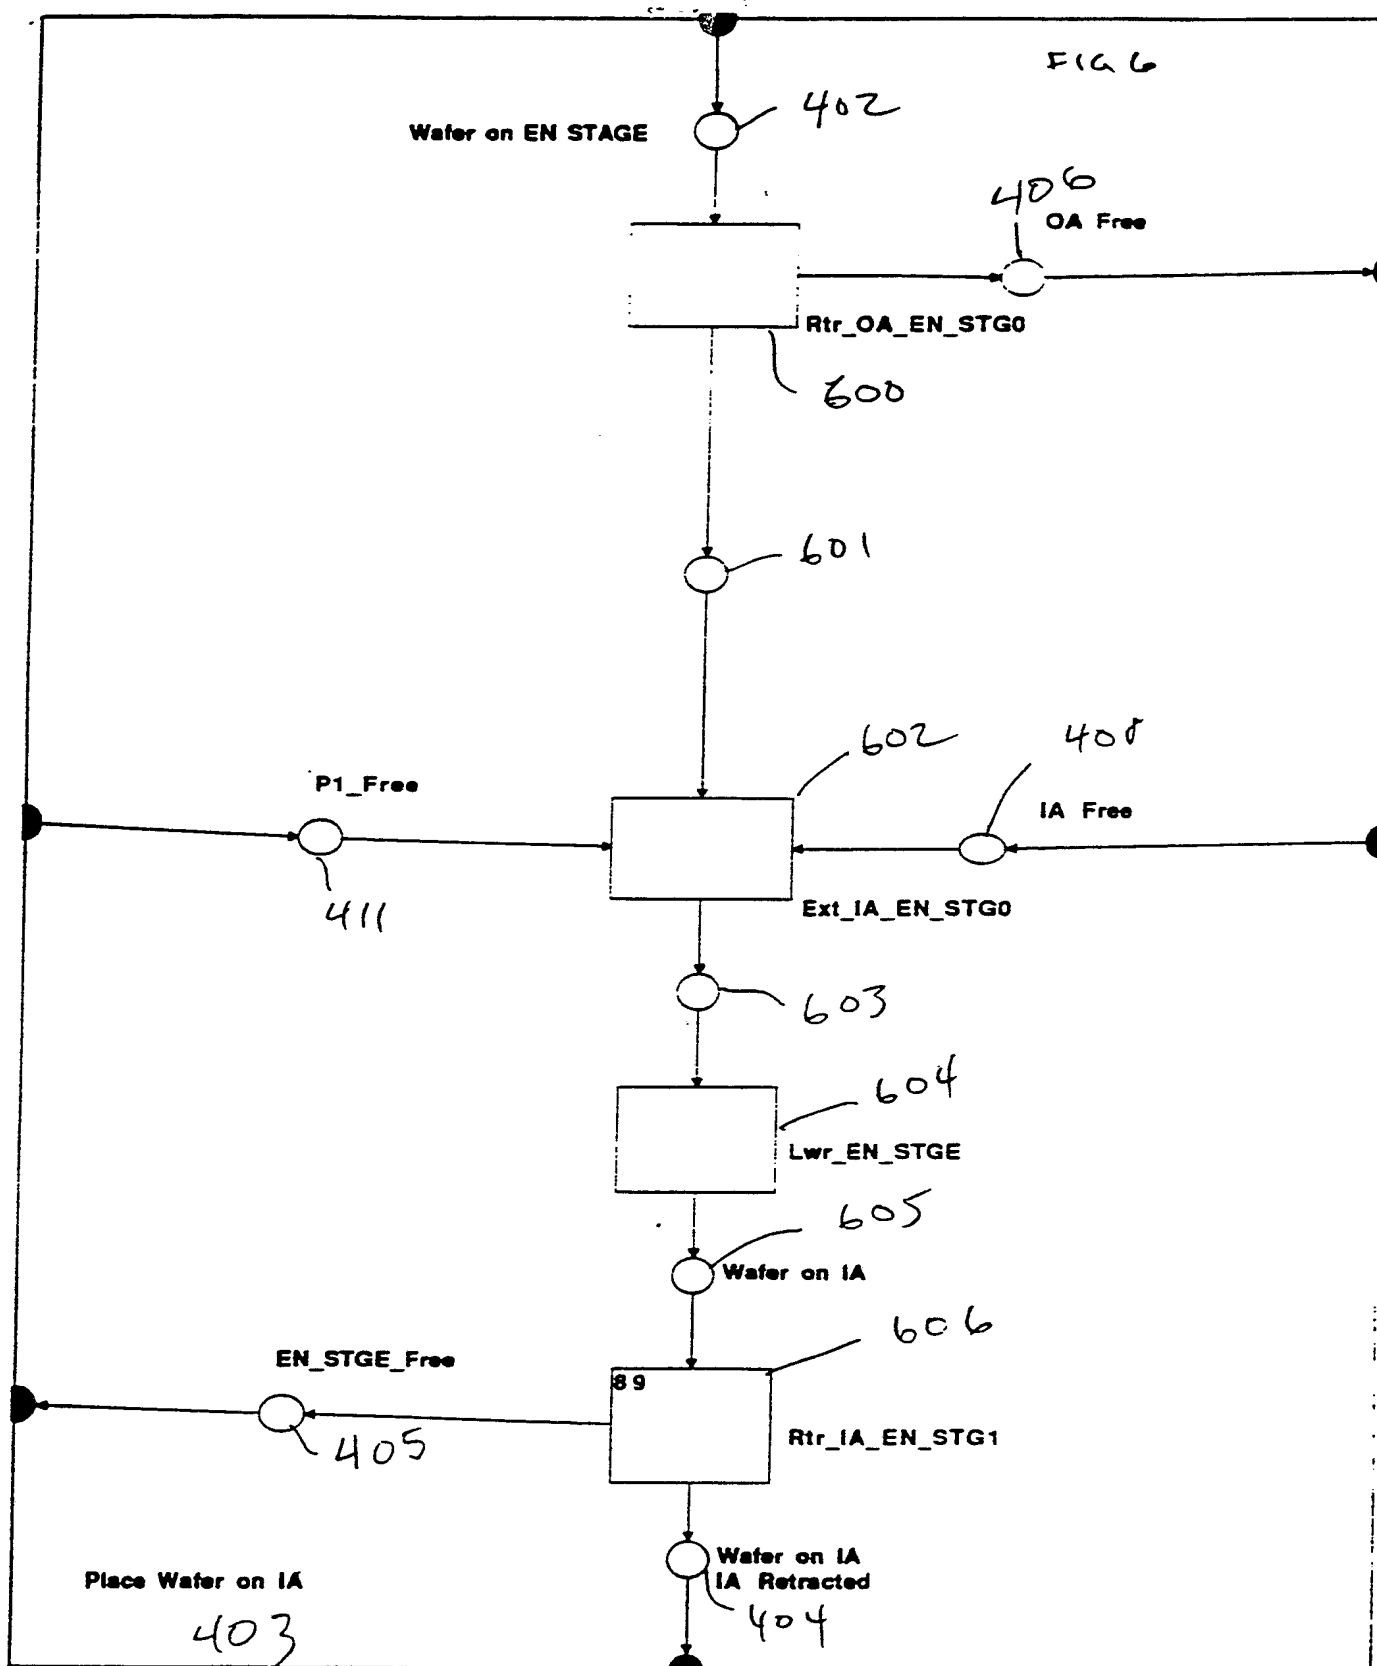 FIG 6
402
Wafer on EN STAGE
406
OA Free
Rtr_OA_EN_STG0
600
601
602
408
P1_Free
IA Free
411
Ext_IA_EN_STG0
603
604
Lwr_EN_STGE
605
Wafer on IA
606
EN_STGE_Free
89
405
Rtr_IA_EN_STG1
Wafer on IA
IA Retracted
Place Wafer on IA
404
403